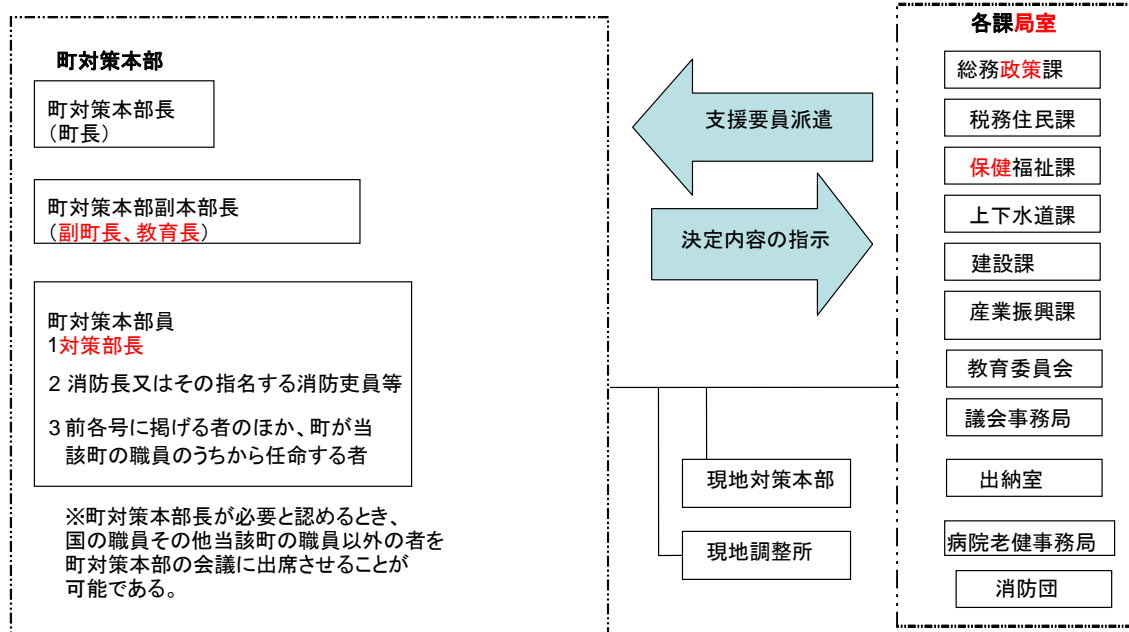 町対策本部
町対策本部長
(町長)
町対策本部副本部長
(副町長、教育長)
町対策本部員
1対策部長
2 消防長又はその指名する消防吏員等
3 前各号に掲げる者のほか、町が当
該町の職員のうちから任命する者
※町対策本部長が必要と認めるとき、
国の職員その他当該町の職員以外の者を
町対策本部の会議に出席させることが
可能である。
支援要員派遣
決定内容の指示
現地対策本部
現地調整所
各課局室
総務政策課
税務住民課
保健福祉課
上下水道課
建設課
産業振興課
教育委員会
議会事務局
出納室
病院老健事務局
消防団